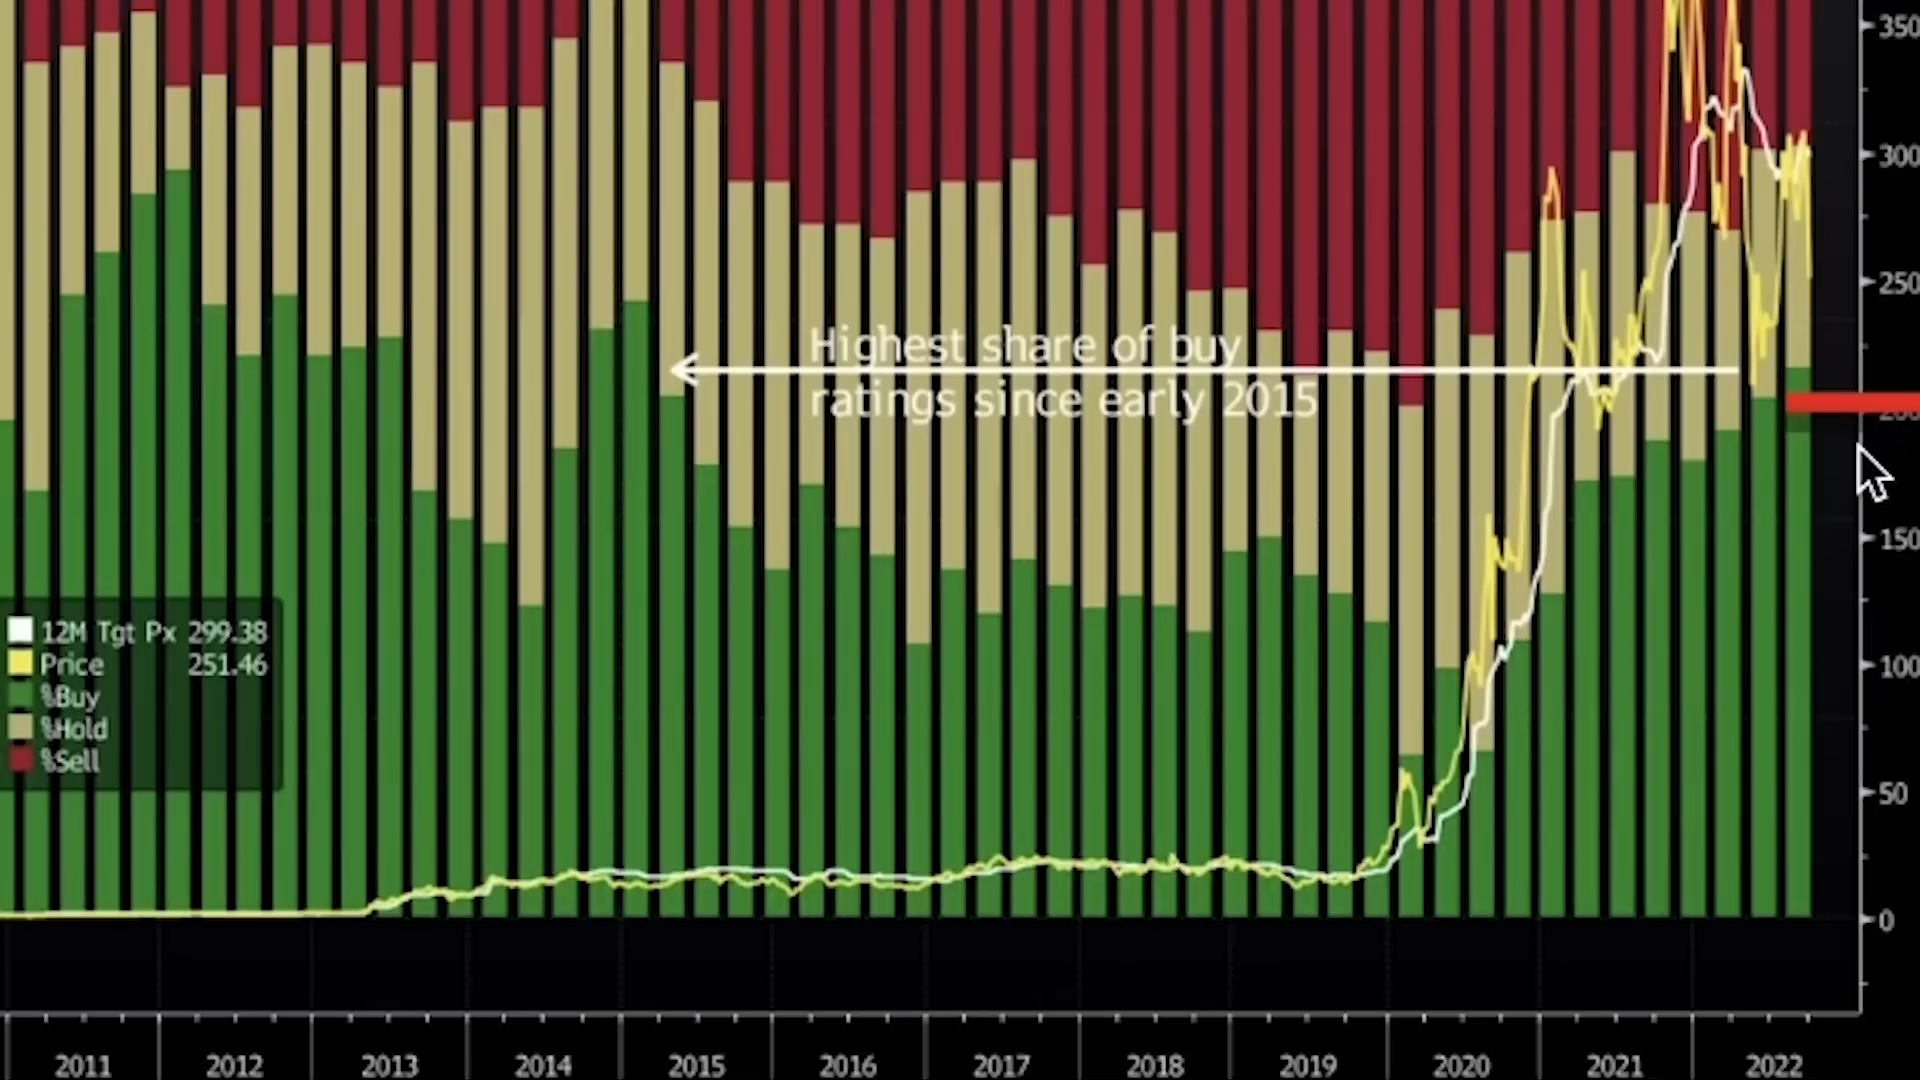 350
300
Highest share of buy
ratings since early 2015
250
200
150
100
50
0
12M Tgt Px 299.38
Price 251.46
%Buy
%Hold
%Sell
2011 2012 2013 2014 2015 2016 2017 2018 2019 2020 2021 2022